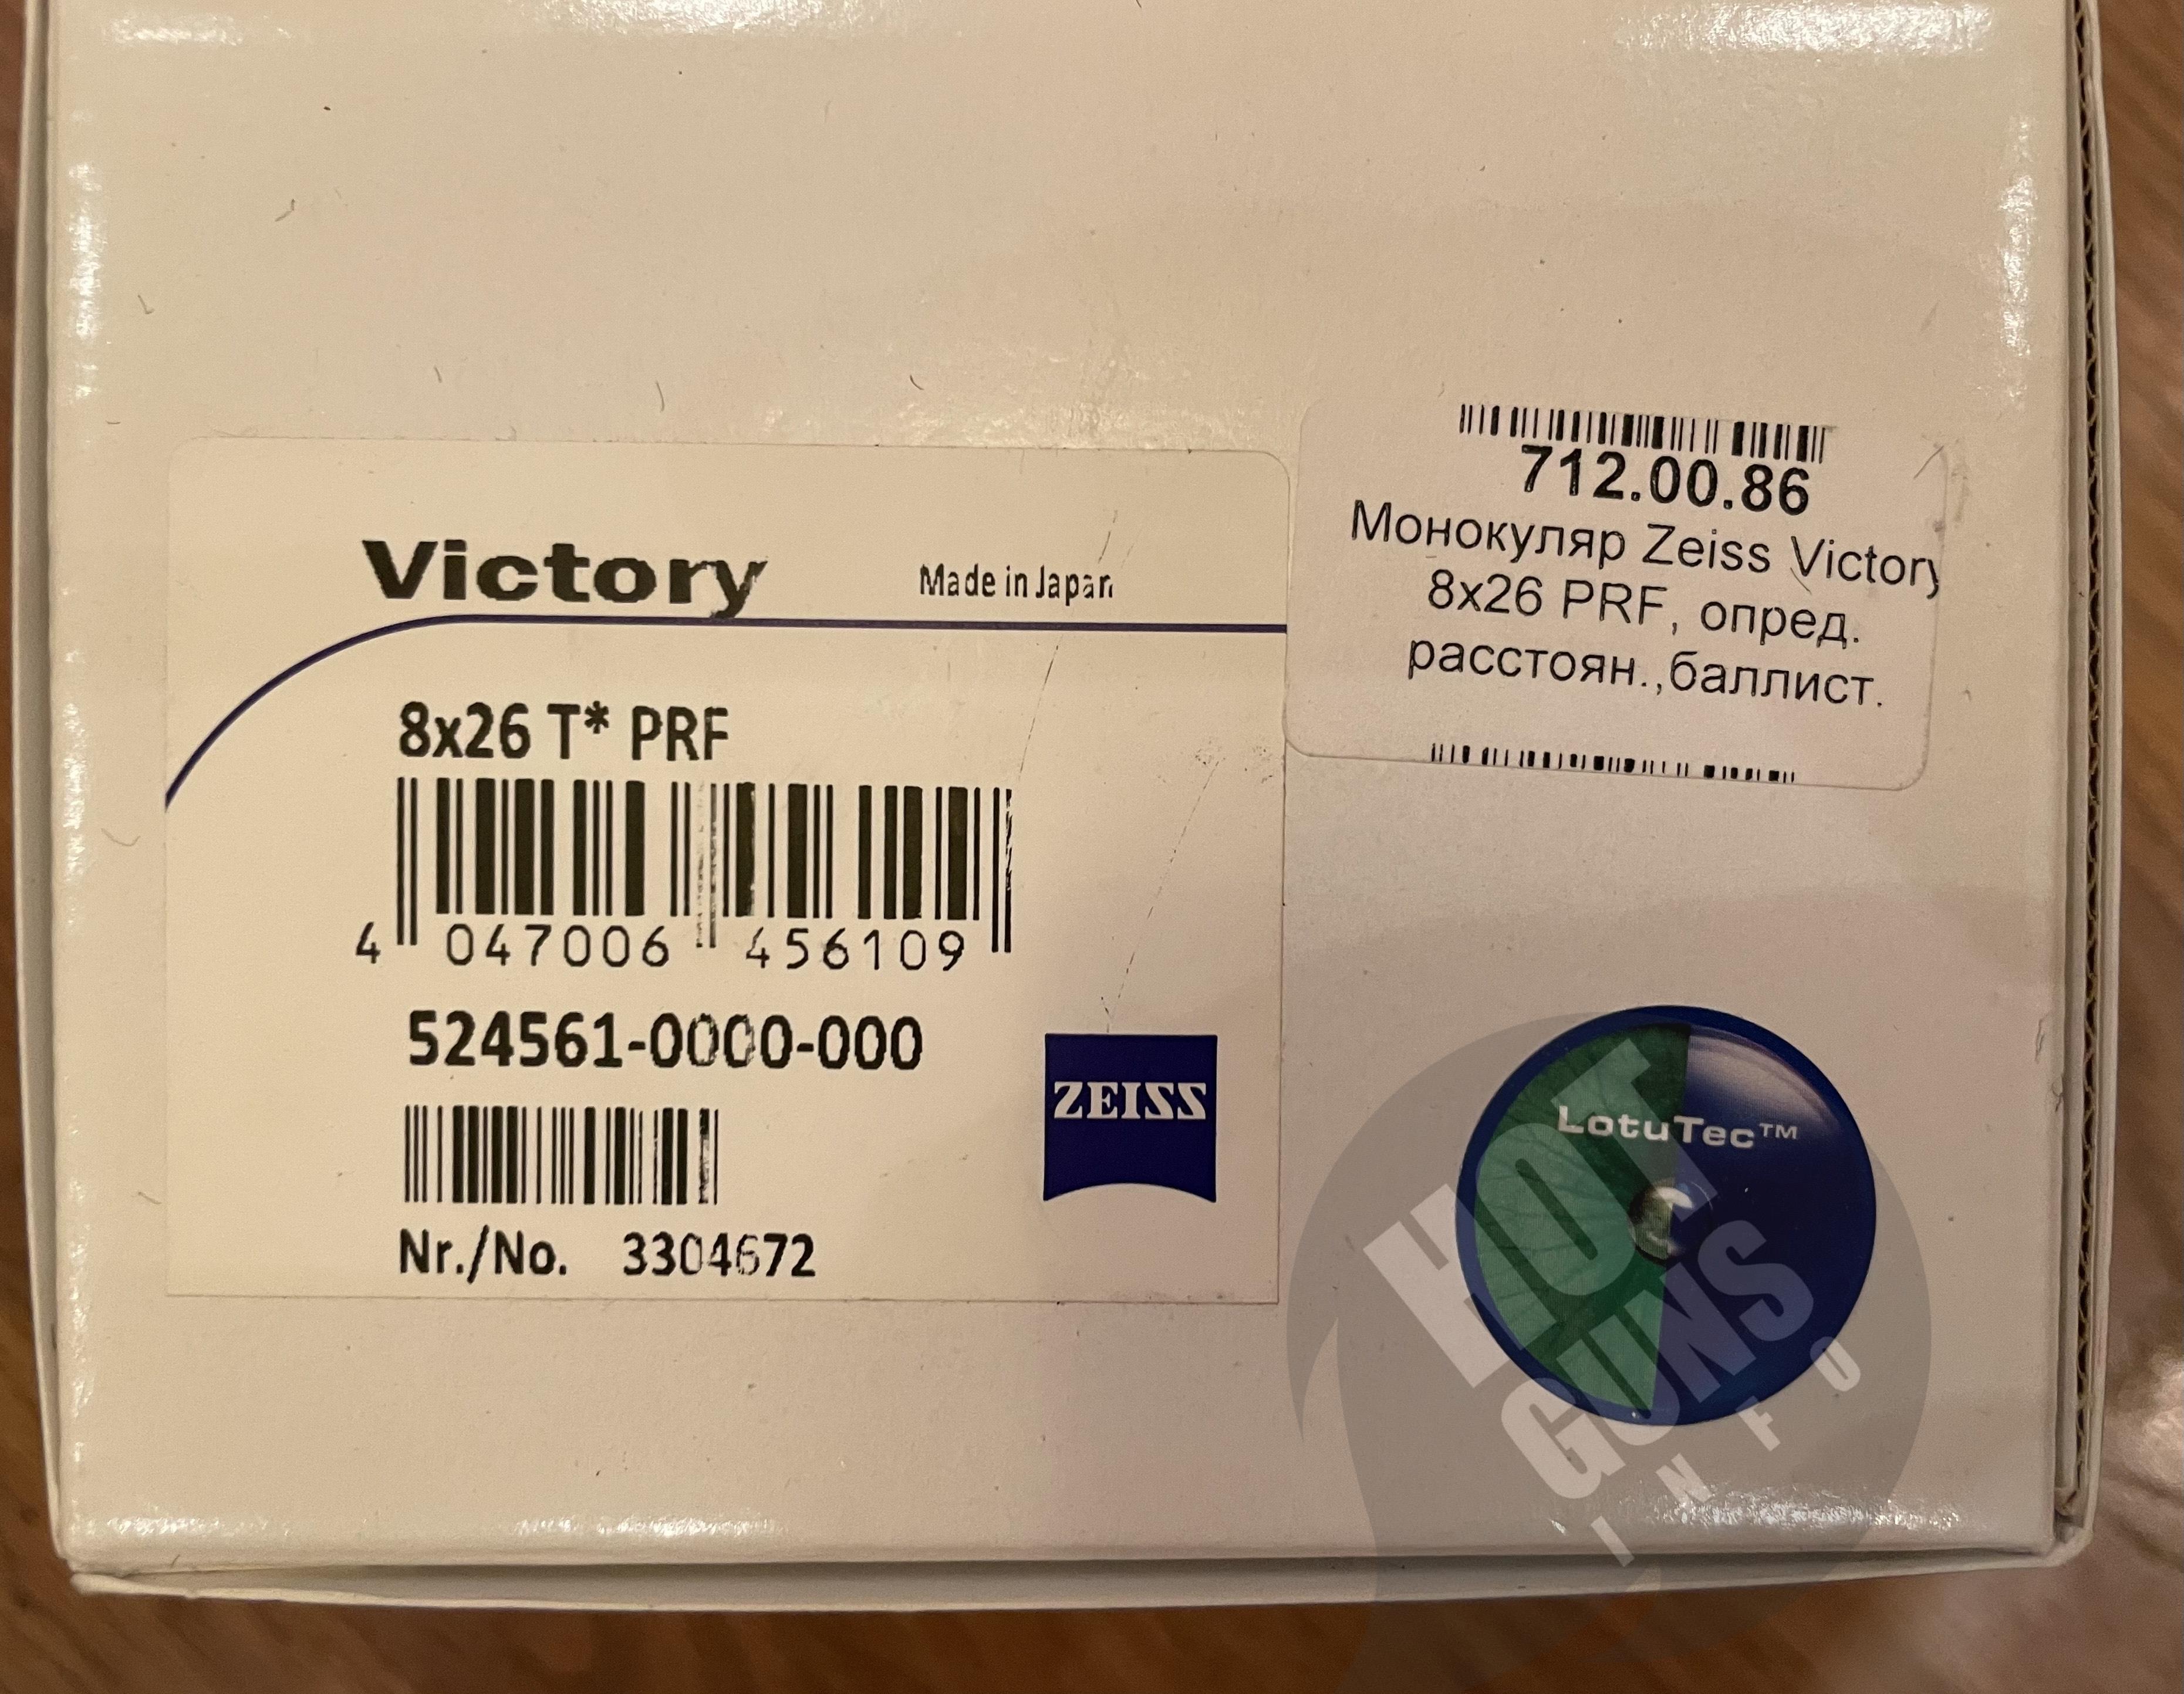 Victory
Made in Japan
8x26 T* PRF
4 047006 456109
524561-0000-000
Nr./No. 3304672
ZEISS
712.00.86
Монокуляр Zeiss Victory
8x26 PRF, опред.
расстоян.,баллист.
LotuTec™
HOT
GUNS
INFO